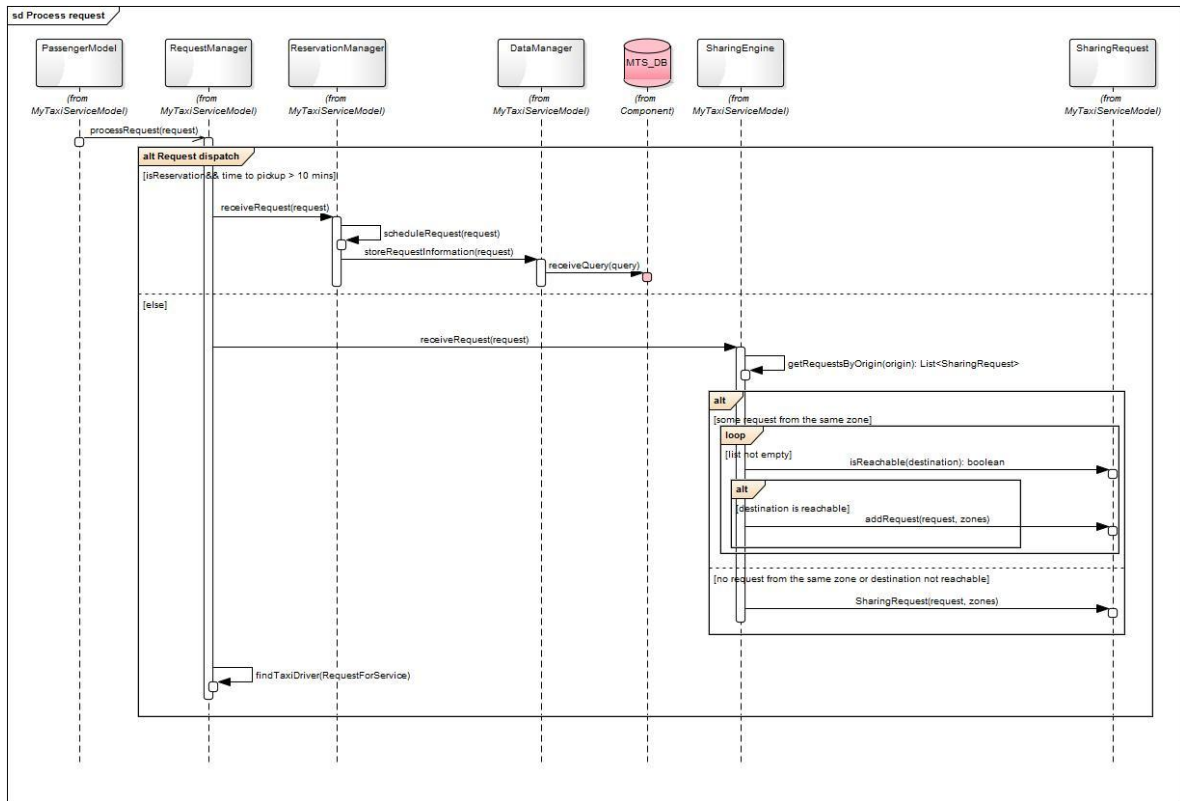 sd Process request
PassengerModel
RequestManager
ReservationManager
DataManager
MTS_DB
SharingEngine
SharingRequest
(from
MyTaxiServiceModel)
(from
MyTaxiServiceModel)
(from
MyTaxiServiceModel)
(from
MyTaxiServiceModel)
(from
Component)
(from
MyTaxiServiceModel)
(from
MyTaxiServiceModel)
processRequest(request)
alt Request dispatch
[isReservation&& time to pickup > 10 mins]
receiveRequest(request)
scheduleRequest(request)
storeRequestInformation(request)
receiveQuery(query)
[else]
receiveRequest(request)
getRequestsByOrigin(origin): List<SharingRequest>
alt
[some request from the same zone]
loop
[list not empty]
isReachable(destination): boolean
alt
[destination is reachable]
addRequest(request, zones)
[no request from the same zone or destination not reachable]
SharingRequest(request, zones)
findTaxiDriver(RequestForService)